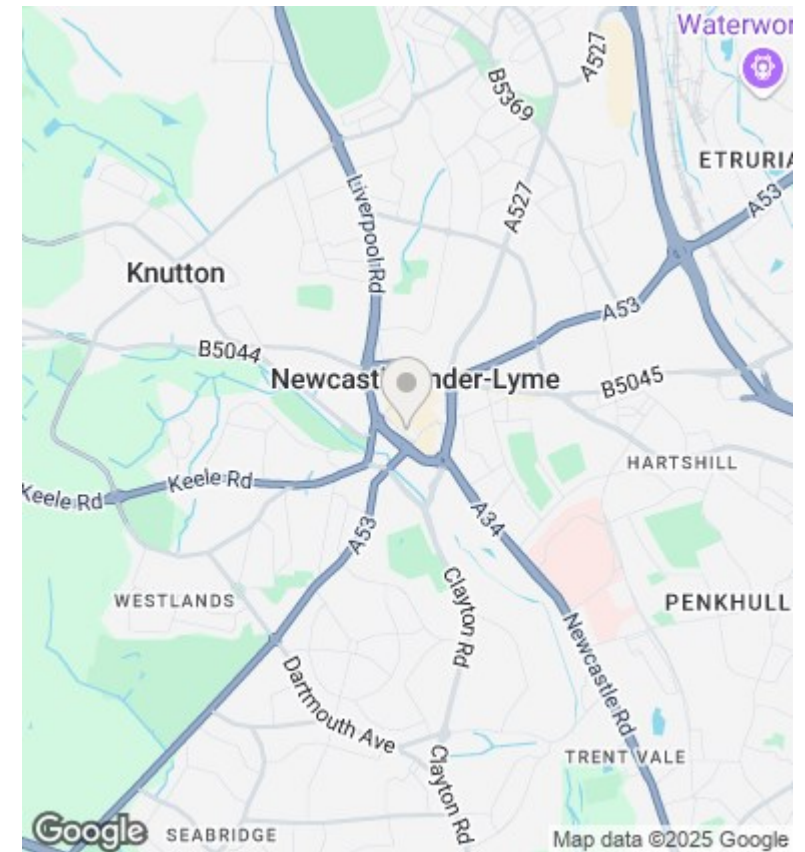 Waterwor
A527
B5369
ETRURIA
A53
A527
Liverpool Rd
Knutton
A53
B5044
Newcastl nder-Lyme
B5045
HARTSHILL
Keele Rd
Keele Rd
A34
A53
WESTLANDS
Clayton Rd
PENKHULL
Newcastle Rd
Dartmouth Ave
TRENT VALE
Clayton Rd
Google
SEABRIDGE
Map data ©2025 Google